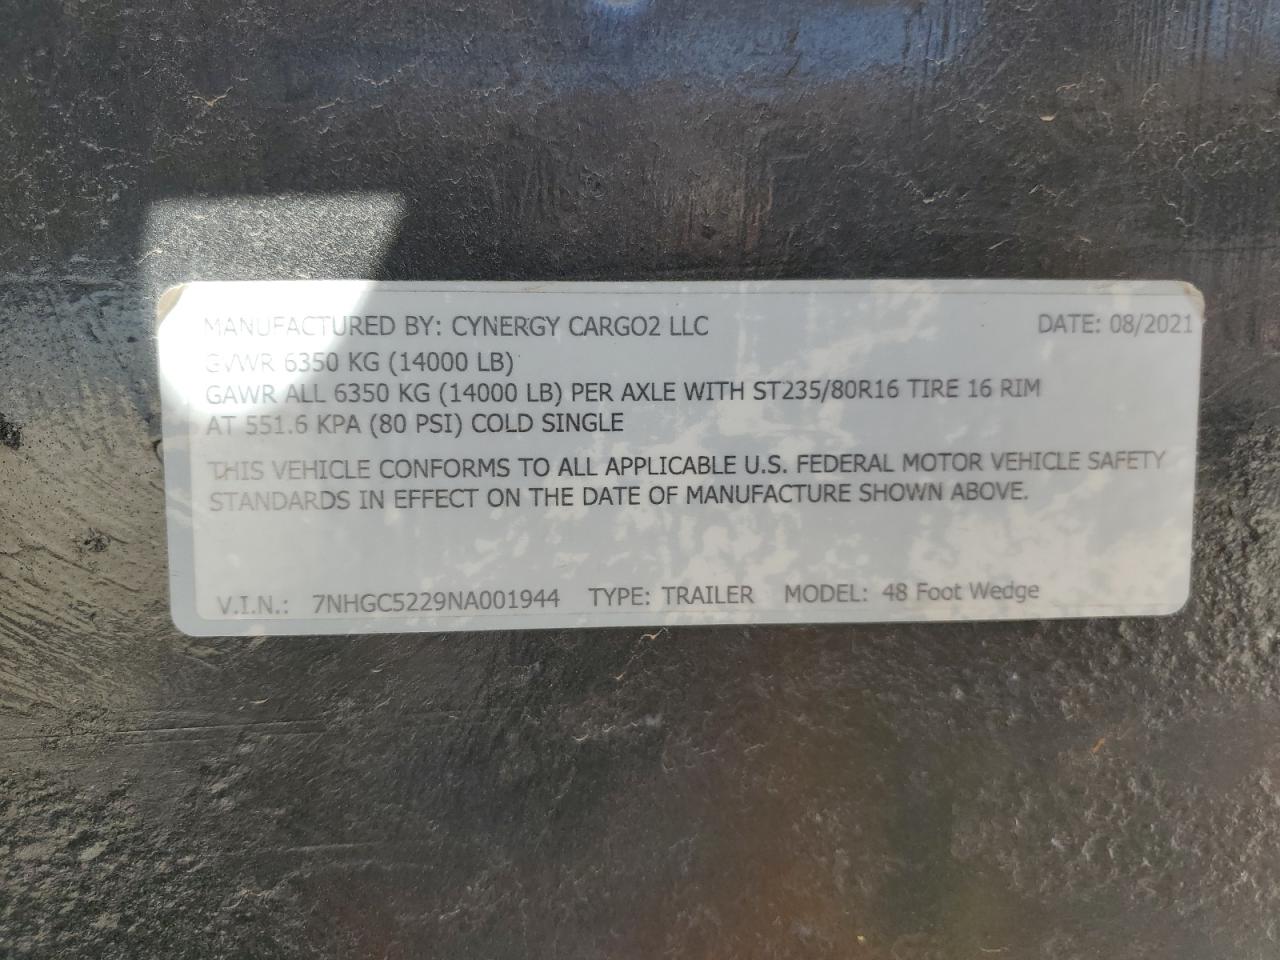 MANUFACTURED BY: CYNERGY CARGO2 LLC DATE: 08/2021
GVWR 6350 KG (14000 LB)
GAWR ALL 6350 KG (14000 LB) PER AXLE WITH ST235/80R16 TIRE 16 RIM
AT 551.6 KPA (80 PSI) COLD SINGLE
THIS VEHICLE CONFORMS TO ALL APPLICABLE U.S. FEDERAL MOTOR VEHICLE SAFETY
STANDARDS IN EFFECT ON THE DATE OF MANUFACTURE SHOWN ABOVE.
V.I.N.: 7NHGC5229NA001944 TYPE: TRAILER MODEL: 48 Foot Wedge